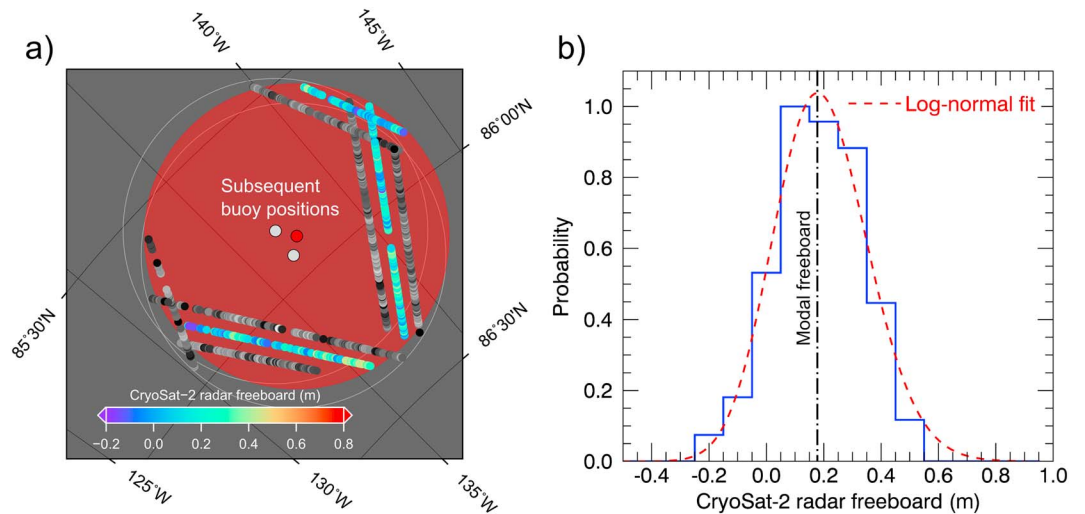 a)
140°W
145°W
86°00'N
Subsequent
buoy positions
86°30'N
85°30'N
CryoSat-2 radar freeboard (m)
−0.2 0.0 0.2 0.4 0.6 0.8
125°W
130°W
135°W
b)
Log-normal fit
Modal freeboard
Probability
1.0
0.8
0.6
0.4
0.2
0.0
-0.4 -0.2 0.0 0.2 0.4 0.6 0.8 1.0
CryoSat-2 radar freeboard (m)